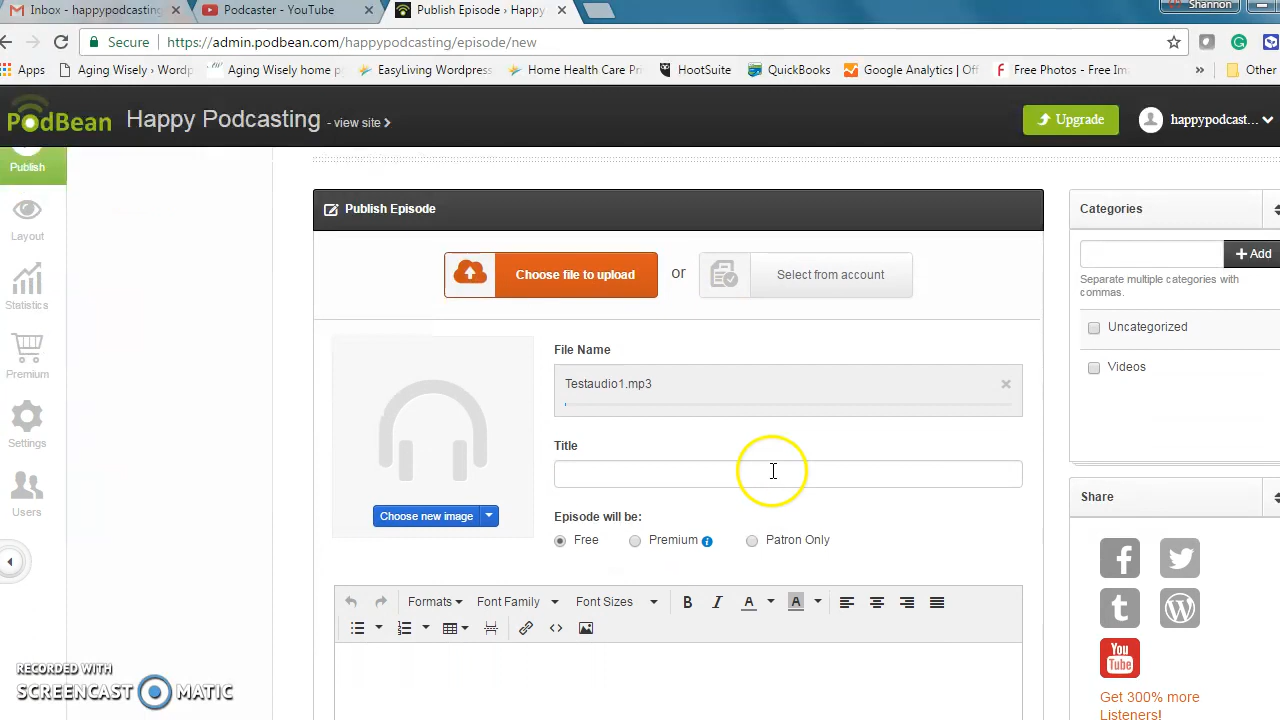 Inbox - happypodcasting
Podcaster - YouTube
Publish Episode › Happy
Shannon
Secure
https://admin.podbean.com/happypodcasting/episode/new
Apps
Aging Wisely › Wordp
Aging Wisely home p
EasyLiving Wordpress
Home Health Care Pr
HootSuite
QuickBooks
Google Analytics | Off
Free Photos - Free Im
»
Other
PodBean
Happy Podcasting - view site
Upgrade
happypodcast...
Publish
Layout
Statistics
Premium
Settings
Users
Publish Episode
Choose file to upload
or
Select from account
File Name
Testaudio1.mp3
Title
Choose new image
Episode will be:
Free
Premium
Patron Only
Formats
Font Family
Font Sizes
B
I
A
A
Categories
+ Add
Separate multiple categories with
commas.
Uncategorized
Videos
Share
f
t
W
You
Tube
Get 300% more
Listeners!
RECORDED WITH
SCREENCAST MATIC